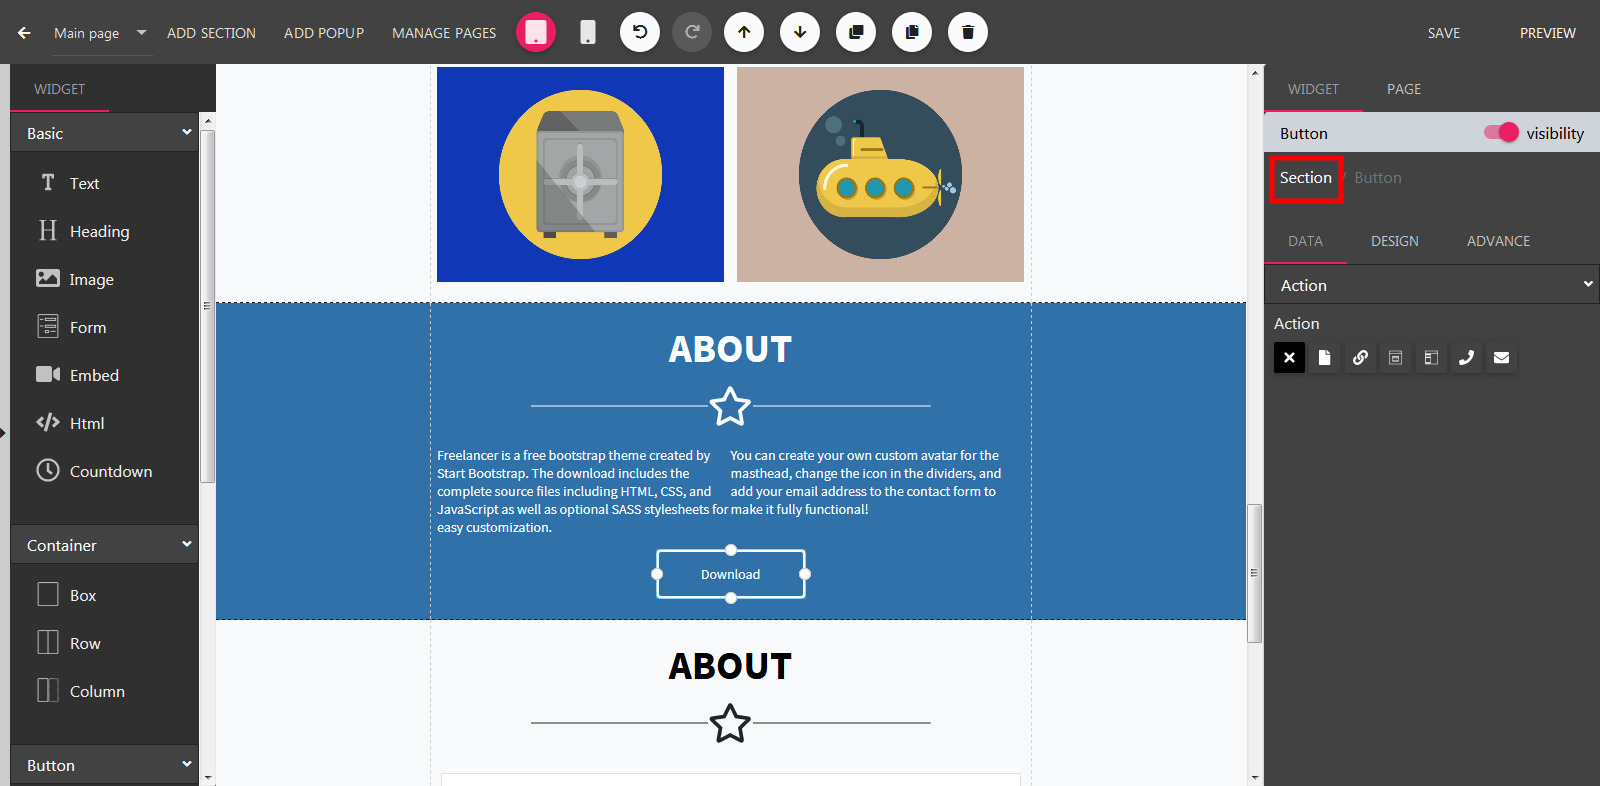 Main page ADD SECTION ADD POPUP MANAGE PAGES SAVE PREVIEW
WIDGET
Basic
Text
Heading
Image
Form
Embed
Html
Countdown
Container
Box
Row
Column
Button
ABOUT
Freelancer is a free bootstrap theme created by
Start Bootstrap. The download includes the
complete source files including HTML, CSS, and
JavaScript as well as optional SASS stylesheets for
easy customization.
You can create your own custom avatar for the
masthead, change the icon in the dividers, and
add your email address to the contact form to
make it fully functional!
Download
ABOUT
WIDGET PAGE
Button visibility
Section / Button
DATA DESIGN ADVANCE
Action
Action